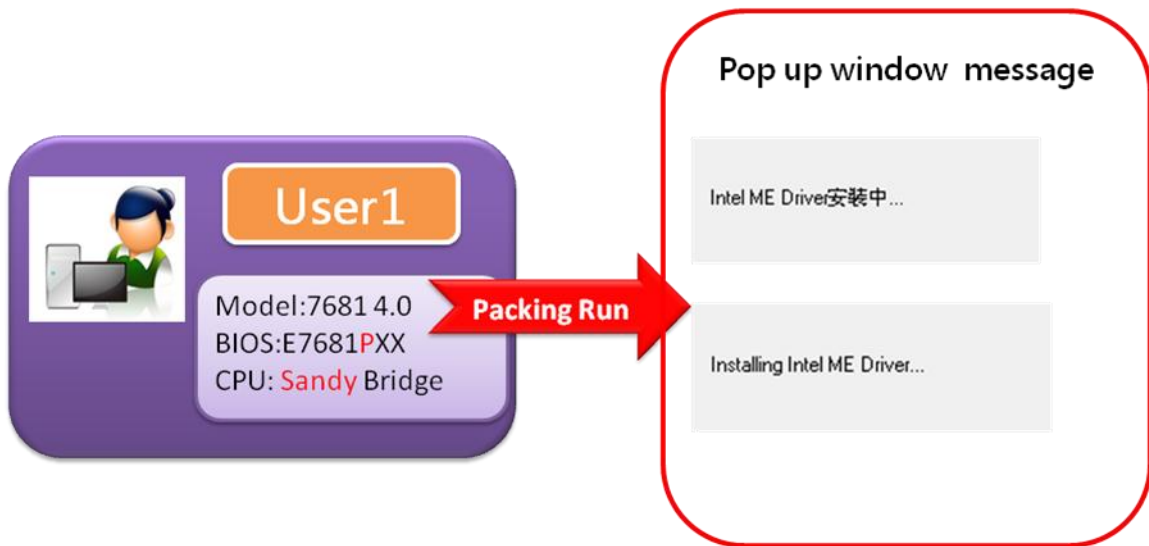 User1
Model:7681 4.0
BIOS:E7681PXX
CPU: Sandy Bridge
Packing Run
Pop up window message
Intel ME Driver安裝中...
Installing Intel ME Driver...